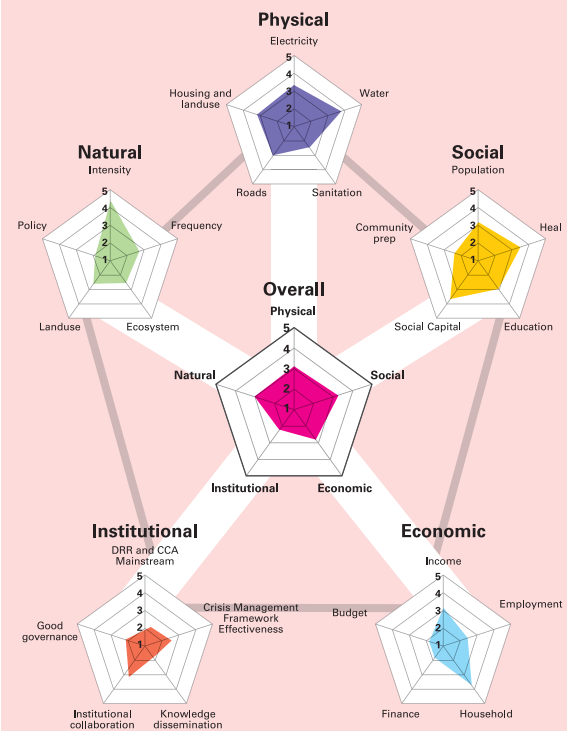 Physical
Electricity
5
4
3
2
1
Housing and
landuse
Water
Roads
Sanitation
Natural
Intensity
5
4
3
2
1
Policy
Frequency
Landuse
Ecosystem
Social
Population
5
4
3
2
1
Community
prep
Heal
Social Capital
Education
Overall
Physical
5
4
3
2
1
Natural
Social
Institutional
Economic
Institutional
DRR and CCA
Mainstream
5
4
3
2
1
Good
governance
Crisis Management
Framework
Effectiveness
Institutional
collaboration
Knowledge
dissemination
Economic
Income
5
4
3
2
1
Budget
Employment
Finance
Household